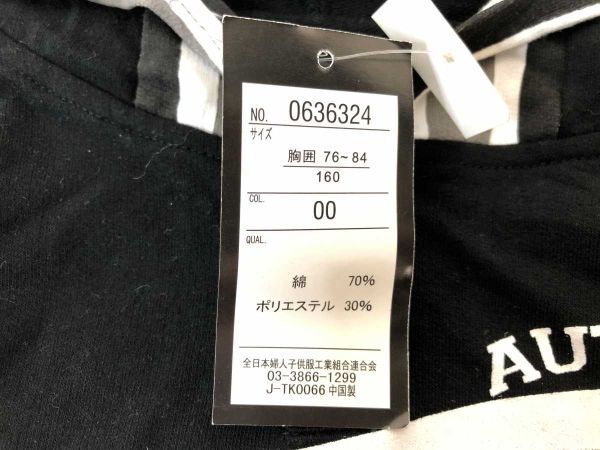 NO. 0636324
サイズ
胸囲 76~84
160
COL.
00
QUAL.
綿 70%
ポリエステル 30%
全日本婦人子供服工業組合連合会
03-3866-1299
J-TK0066 中国製
AUT